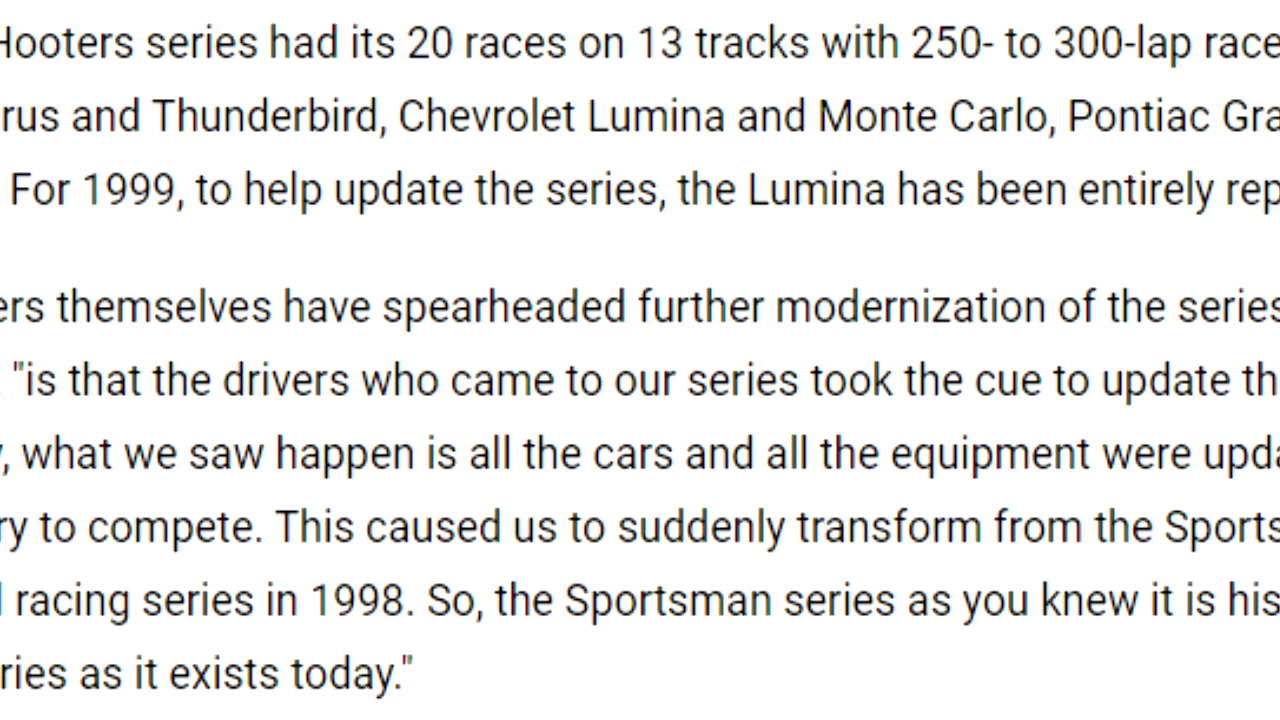 Hooters series had its 20 races on 13 tracks with 250- to 300-lap race
rus and Thunderbird, Chevrolet Lumina and Monte Carlo, Pontiac Gra
For 1999, to help update the series, the Lumina has been entirely rep
ers themselves have spearheaded further modernization of the series
"is that the drivers who came to our series took the cue to update th
, what we saw happen is all the cars and all the equipment were upda
ry to compete. This caused us to suddenly transform from the Sports
racing series in 1998. So, the Sportsman series as you knew it is his
ries as it exists today."